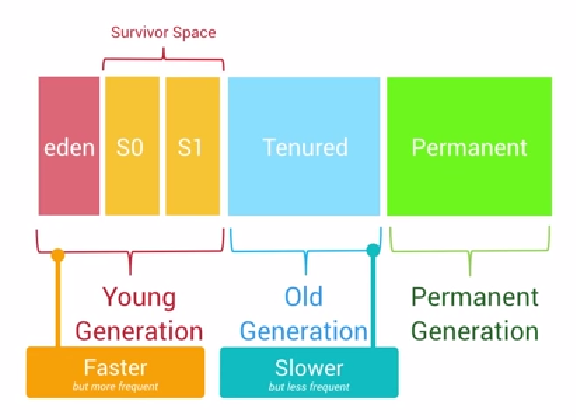 Survivor Space
eden
S0
S1
Tenured
Permanent
Young
Generation
Old
Generation
Permanent
Generation
Faster
but more frequent
Slower
but less frequent